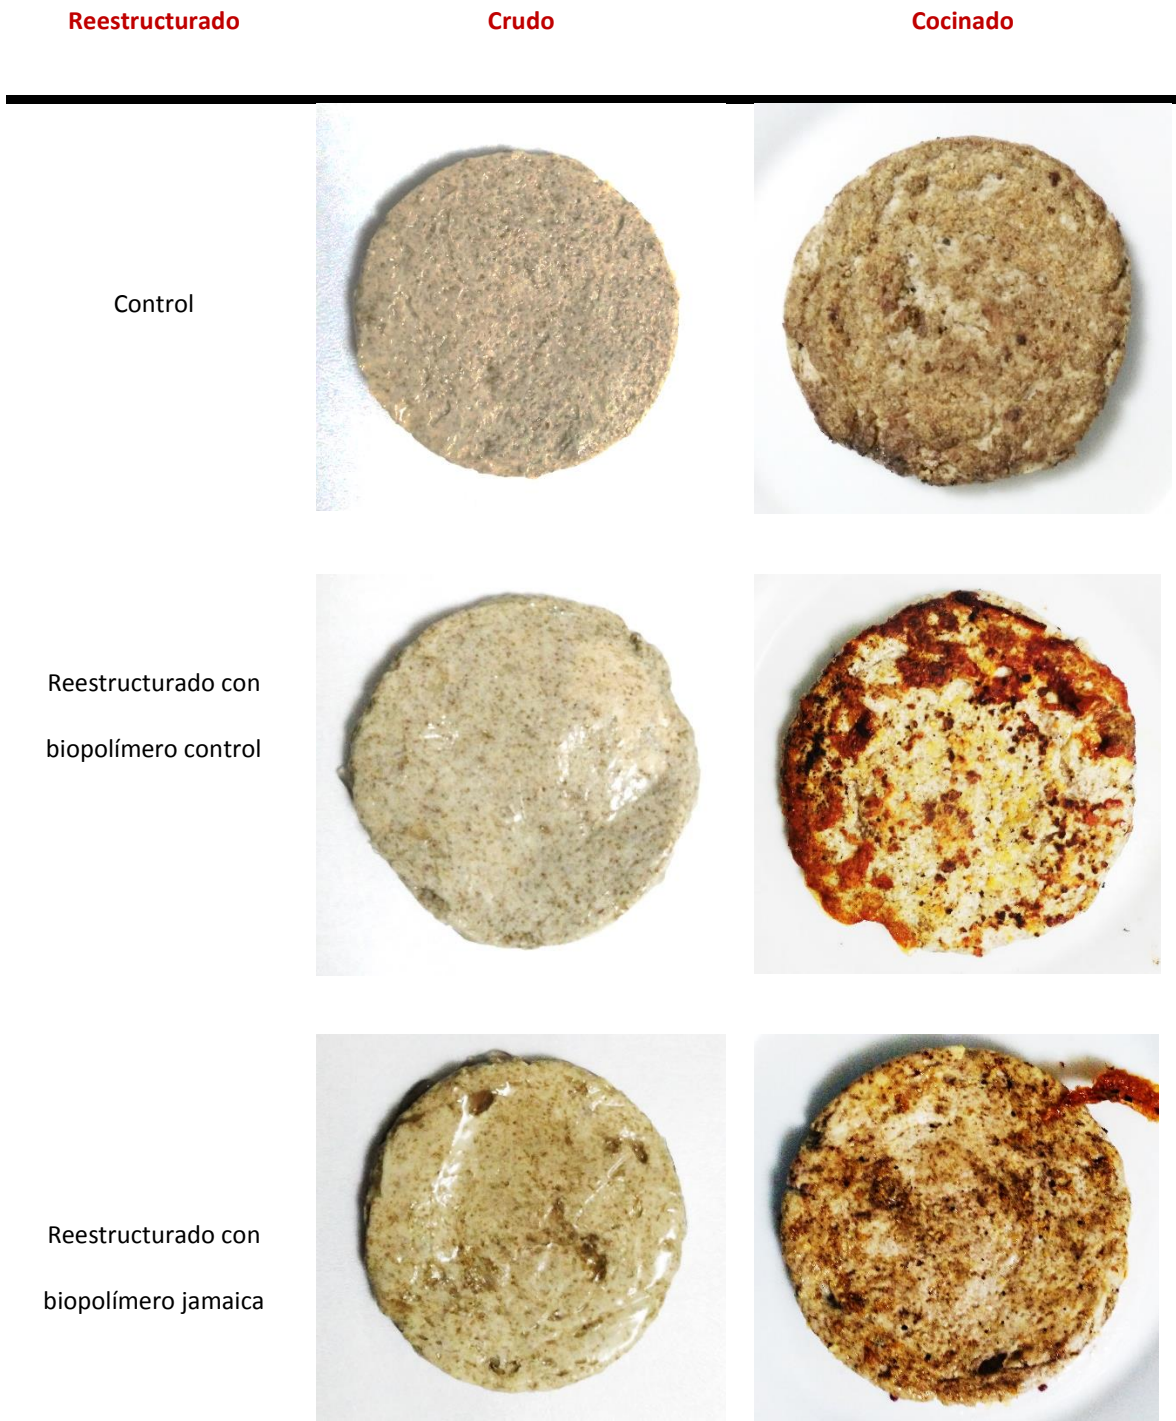 Reestructurado
Crudo
Cocinado
Control
Reestructurado con
biopolímero control
Reestructurado con
biopolímero jamaica